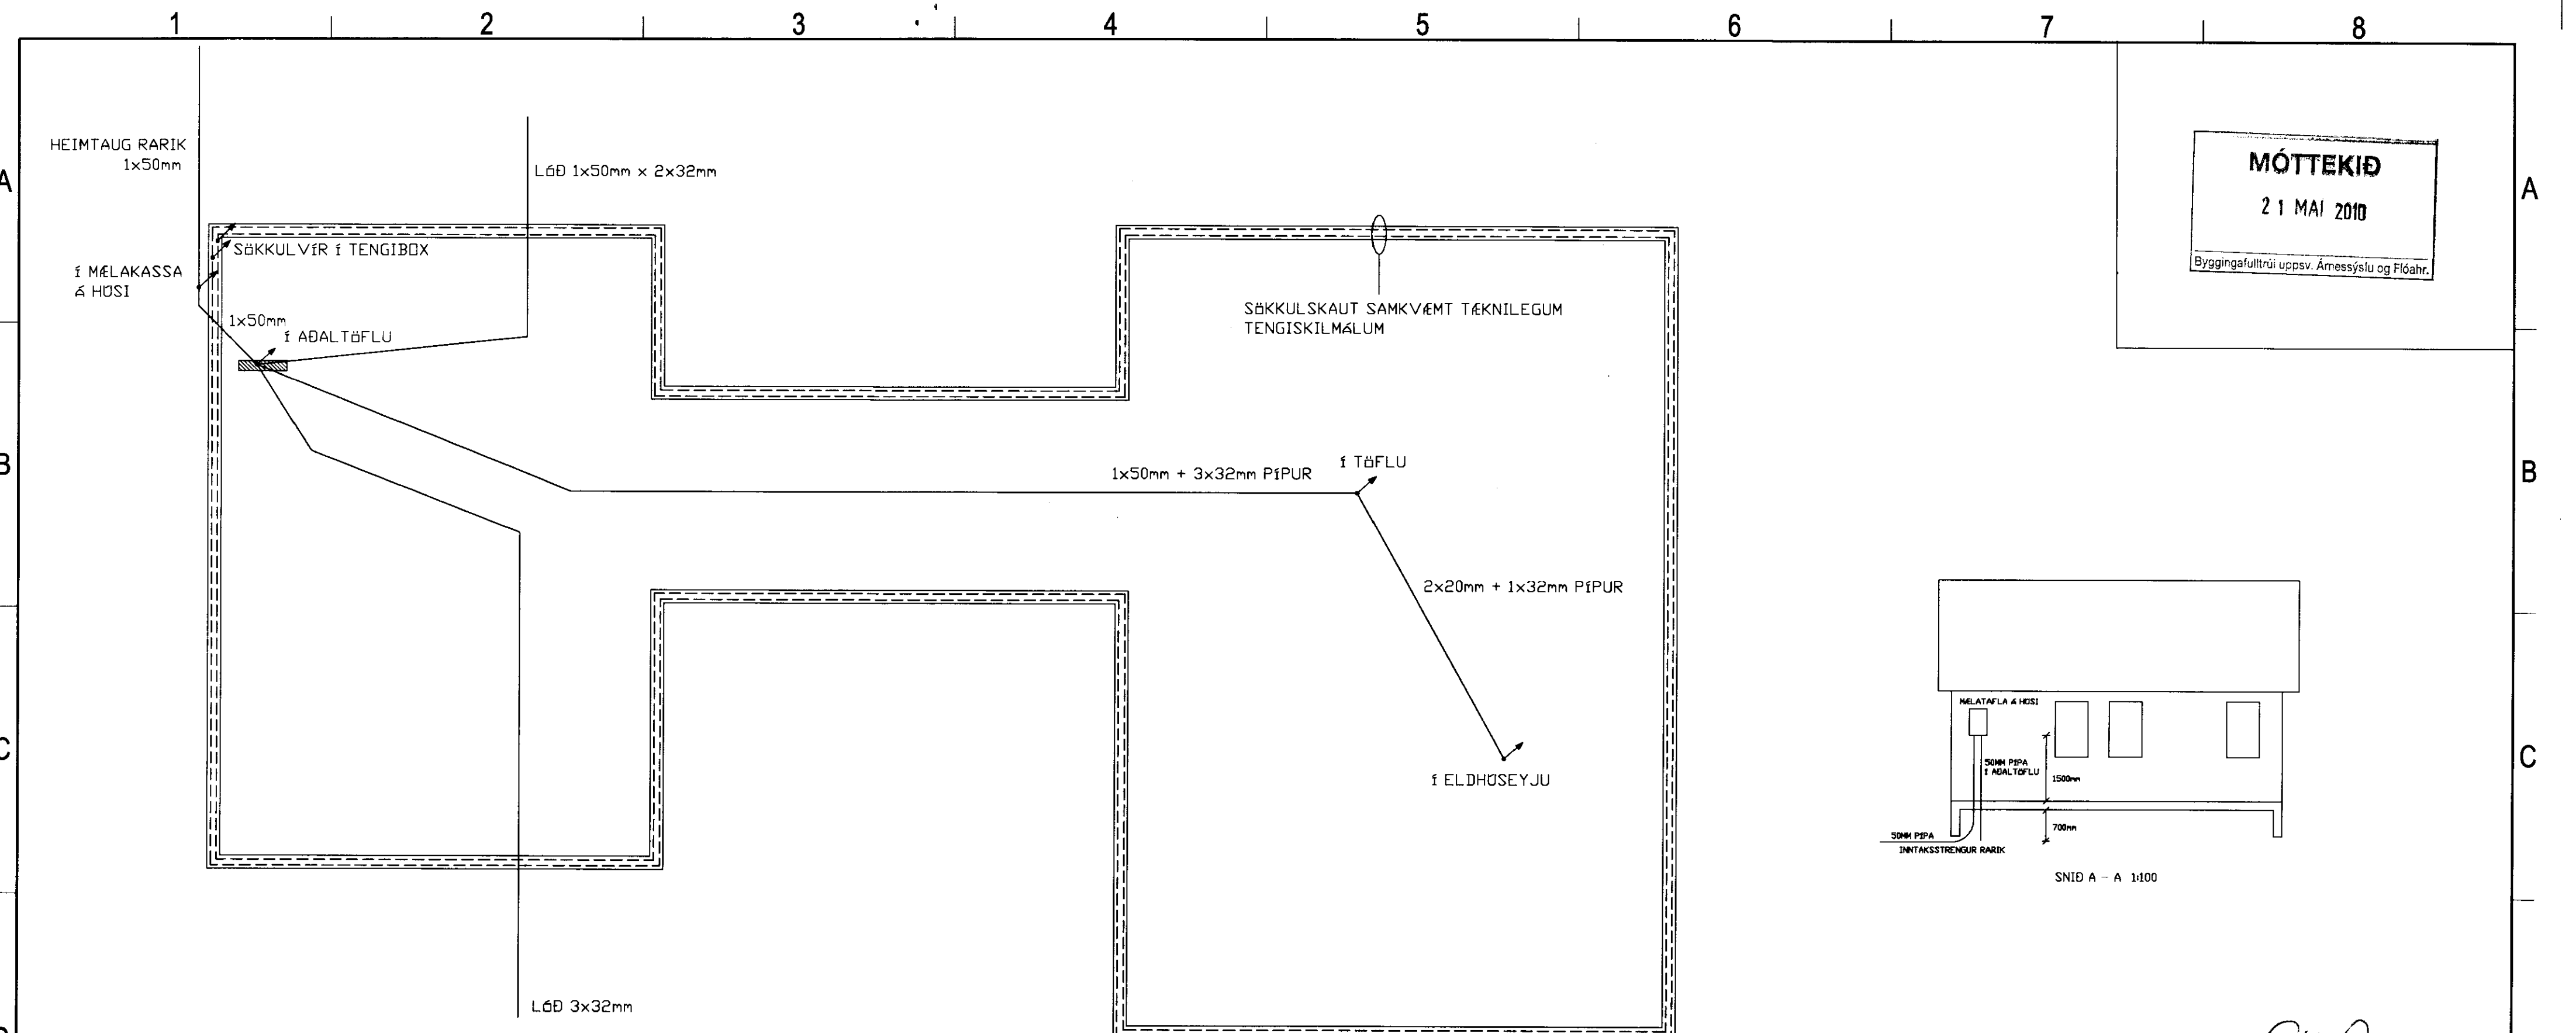 1 2 3 4 5 6 7 8
HEIMTAUG RARIK
1x50mm
LÓÐ 1x50mm x 2x32mm
A
MÓTTEKIÐ
21 MAI 2010
Byggingafulltrúi uppsv. Árnessýslu og Flóahr.
A
SÖKKULVÍR Í TENGIBOX
Í MÆLAKASSA
Á HÚSI
1x50mm
Í AÐALTÖFLU
SÖKKULSKAUT SAMKVÆMT TÆKNILEGUM
TENGISKILMÁLUM
B
1x50mm + 3x32mm PÍPUR
Í TÖFLU
B
2x20mm + 1x32mm PÍPUR
C
Í ELDHÚSEYJU
MÆLATAFLA Á HÚSI
50MM PÍPA
Í AÐALTÖFLU
1500mm
700mm
50MM PÍPA
INNTAKSSTRENGUR RARIK
SNIÐ A - A 1:100
C
LÓÐ 3x32mm